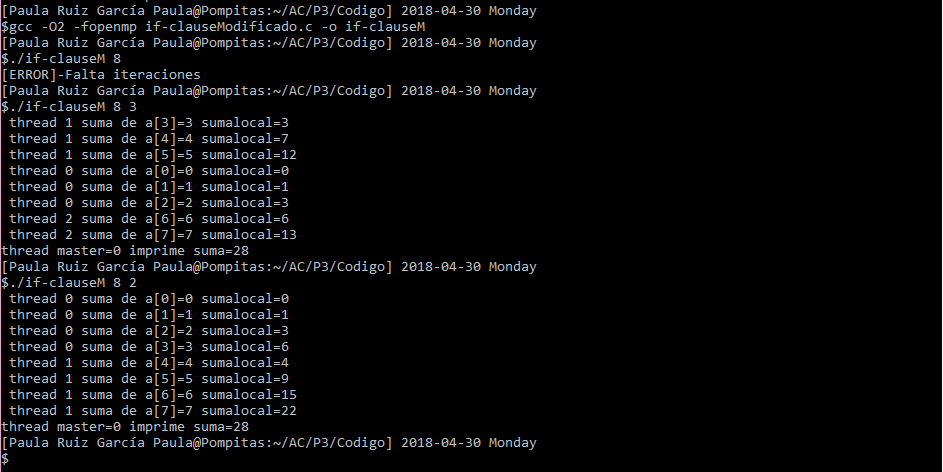 [Paula Ruiz García Paula@Pompitas:~/AC/P3/Codigo] 2018-04-30 Monday
$gcc -O2 -fopenmp if-clauseModificado.c -o if-clauseM
[Paula Ruiz García Paula@Pompitas:~/AC/P3/Codigo] 2018-04-30 Monday
$./if-clauseM 8
[ERROR]-Falta iteraciones
[Paula Ruiz García Paula@Pompitas:~/AC/P3/Codigo] 2018-04-30 Monday
$./if-clauseM 8 3
 thread 1 suma de a[3]=3 sumalocal=3
 thread 1 suma de a[4]=4 sumalocal=7
 thread 1 suma de a[5]=5 sumalocal=12
 thread 0 suma de a[0]=0 sumalocal=0
 thread 0 suma de a[1]=1 sumalocal=1
 thread 0 suma de a[2]=2 sumalocal=3
 thread 2 suma de a[6]=6 sumalocal=6
 thread 2 suma de a[7]=7 sumalocal=13
thread master=0 imprime suma=28
[Paula Ruiz García Paula@Pompitas:~/AC/P3/Codigo] 2018-04-30 Monday
$./if-clauseM 8 2
 thread 0 suma de a[0]=0 sumalocal=0
 thread 0 suma de a[1]=1 sumalocal=1
 thread 0 suma de a[2]=2 sumalocal=3
 thread 0 suma de a[3]=3 sumalocal=6
 thread 1 suma de a[4]=4 sumalocal=4
 thread 1 suma de a[5]=5 sumalocal=9
 thread 1 suma de a[6]=6 sumalocal=15
 thread 1 suma de a[7]=7 sumalocal=22
thread master=0 imprime suma=28
[Paula Ruiz García Paula@Pompitas:~/AC/P3/Codigo] 2018-04-30 Monday
$